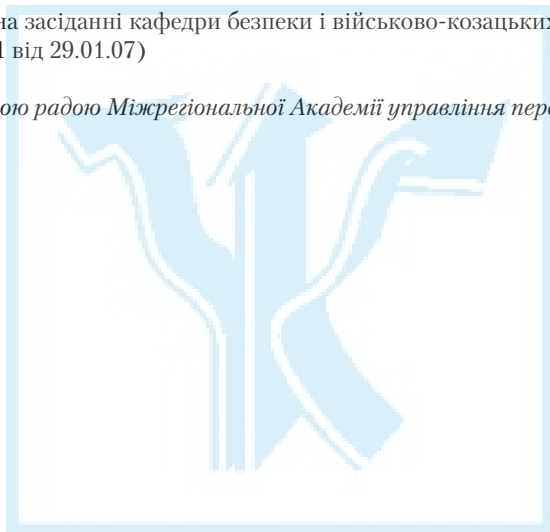 на засіданні кафедри безпеки і військово-козацьких
1 від 29.01.07)
ою радою Міжрегіональної Академії управління пер